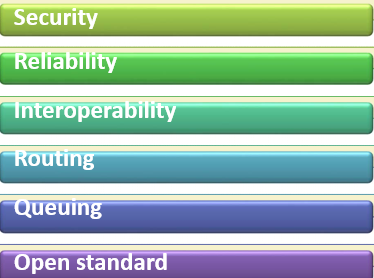 Security
Reliability
Interoperability
Routing
Queuing
Open standard